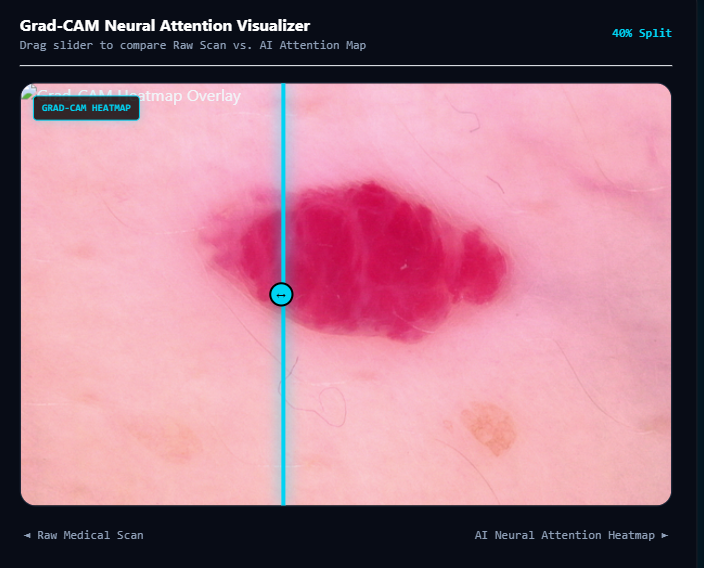 Grad-CAM Neural Attention Visualizer
40% Split
Drag slider to compare Raw Scan vs. AI Attention Map
Grad-CAM Heatmap Overlay
GRAD-CAM HEATMAP
↔
◄ Raw Medical Scan
AI Neural Attention Heatmap ►